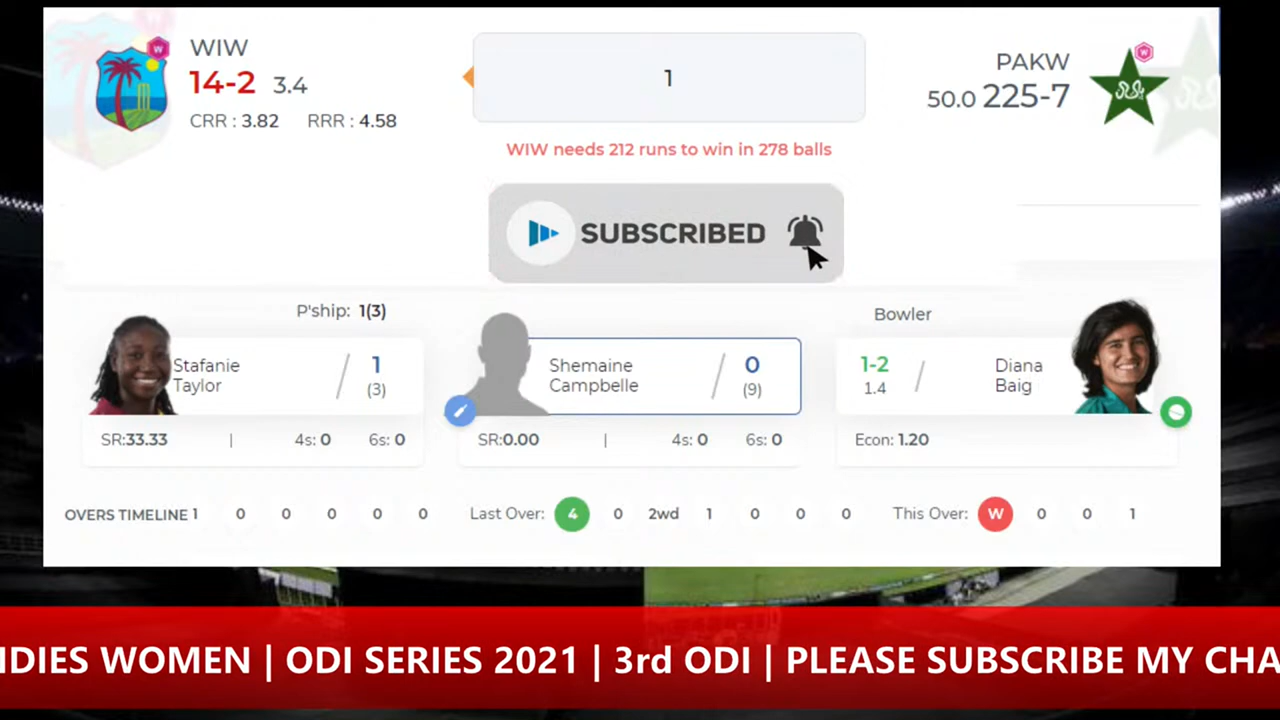 WIW
14-2 3.4
CRR : 3.82 RRR : 4.58
1
PAKW
50.0 225-7
WIW needs 212 runs to win in 278 balls
SUBSCRIBED
P'ship: 1(3)
Bowler
Stafanie Taylor 1 (3)
SR:33.33 | 4s: 0 6s: 0
Shemaine Campbelle 0 (9)
SR:0.00 | 4s: 0 6s: 0
1-2 1.4 Diana Baig
Econ: 1.20
OVERS TIMELINE 1 0 0 0 0 0 Last Over: 4 0 2wd 1 0 0 0 This Over: W 0 0 1
IDIES WOMEN | ODI SERIES 2021 | 3rd ODI | PLEASE SUBSCRIBE MY CHA